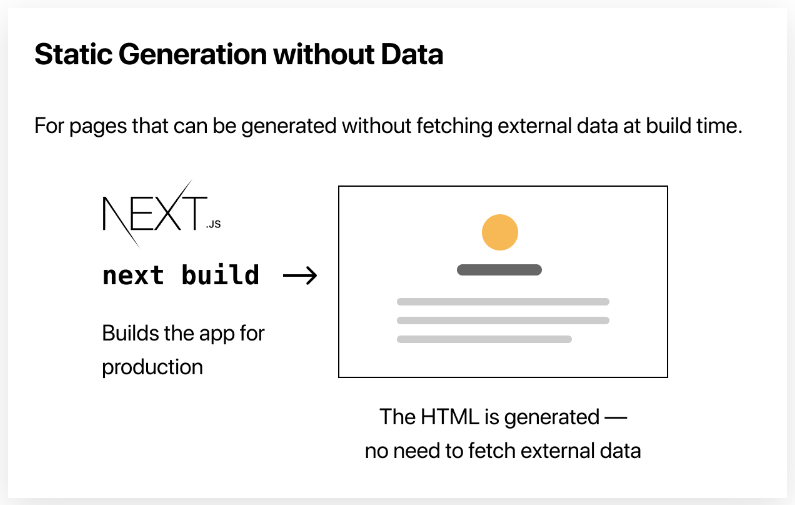 Static Generation without Data
For pages that can be generated without fetching external data at build time.
NEXT.JS
next build
Builds the app for
production
The HTML is generated —
no need to fetch external data